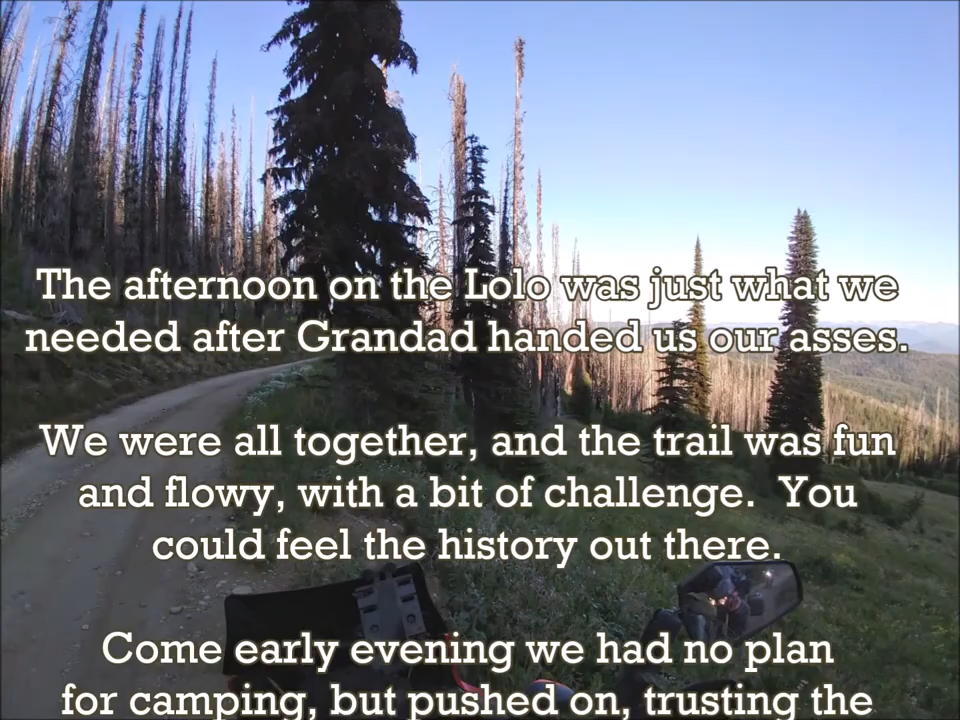 The afternoon on the Lolo was just what we
needed after Grandad handed us our asses.
We were all together, and the trail was fun
and flowy, with a bit of challenge.  You
could feel the history out there.
Come early evening we had no plan
for camping, but pushed on, trusting the